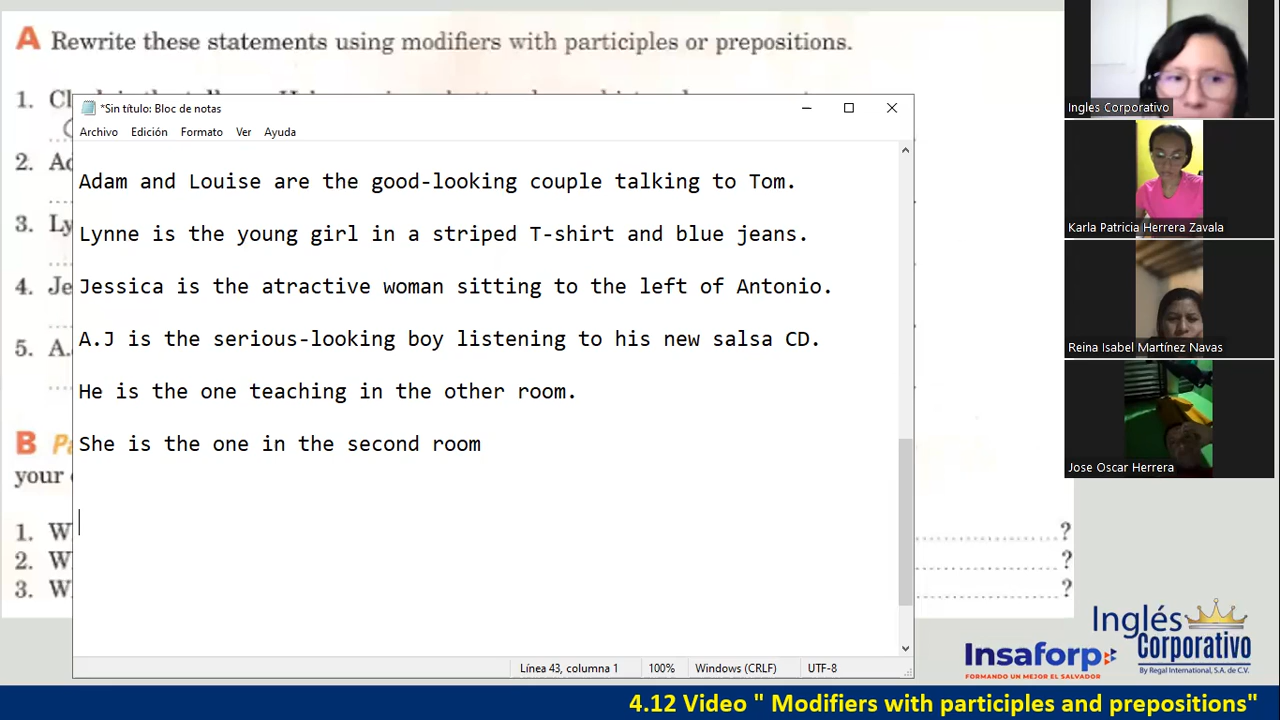 A Rewrite these statements using modifiers with participles or prepositions.
1.
2.
3. Ly
4. Je
5. A.
B
your
1. W
2. W
3. W
?
?
?
*Sin título: Bloc de notas
Archivo Edición Formato Ver Ayuda
Adam and Louise are the good-looking couple talking to Tom.
Lynne is the young girl in a striped T-shirt and blue jeans.
Jessica is the atractive woman sitting to the left of Antonio.
A.J is the serious-looking boy listening to his new salsa CD.
He is the one teaching in the other room.
She is the one in the second room
Línea 43, columna 1 100% Windows (CRLF) UTF-8
Ingles Corporativo
Karla Patricia Herrera Zavala
Reina Isabel Martínez Navas
Jose Oscar Herrera
Insaforp
FORMANDO UN MEJOR EL SALVADOR
Inglés
Corporativo
By Regal International, S.A. de C.V.
4.12 Video " Modifiers with participles and prepositions"